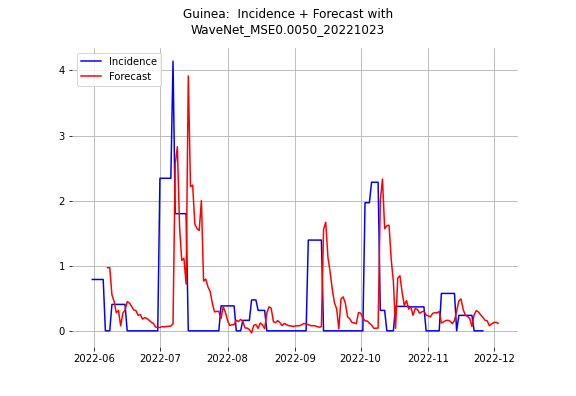 Guinea:  Incidence + Forecast with
WaveNet_MSE0.0050_20221023
Incidence
Forecast
4
3
2
1
0
2022-06 2022-07 2022-08 2022-09 2022-10 2022-11 2022-12